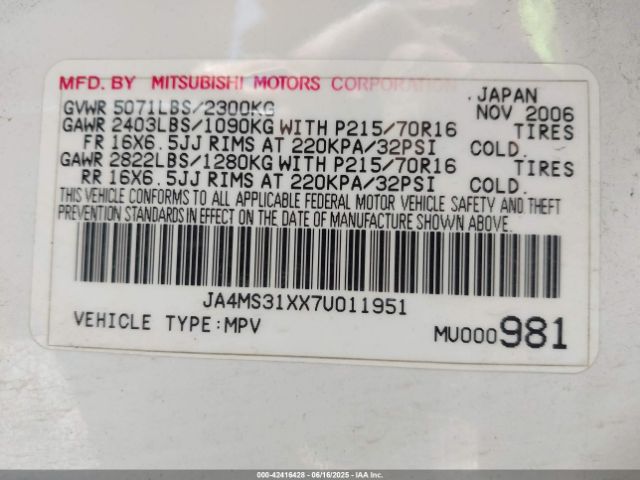 MFD. BY MITSUBISHI MOTORS CORPORATION, JAPAN
GVWR 5071LBS/2300KG NOV 2006
GAWR 2403LBS/1090KG WITH P215/70R16 TIRES
FR 16X6.5JJ RIMS AT 220KPA/32PSI COLD.
GAWR 2822LBS/1280KG WITH P215/70R16 TIRES
RR 16X6.5JJ RIMS AT 220KPA/32PSI COLD.
THIS VEHICLE CONFORMS TO ALL APPLICABLE FEDERAL MOTOR VEHICLE SAFETY AND THEFT
PREVENTION STANDARDS IN EFFECT ON THE DATE OF MANUFACTURE SHOWN ABOVE.
JA4MS31XX7U011951
VEHICLE TYPE:MPV MU000981
000-42416428 - 06/16/2025 - IAAI.COM